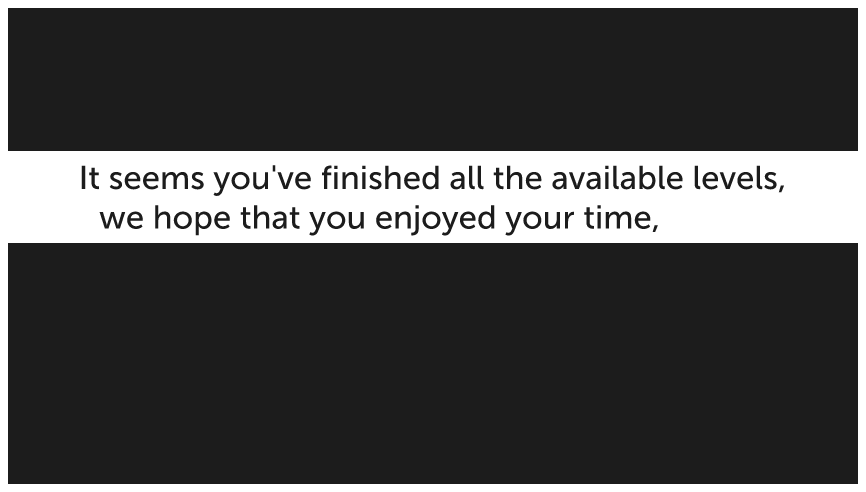 It seems you've finished all the available levels,
we hope that you enjoyed your time,